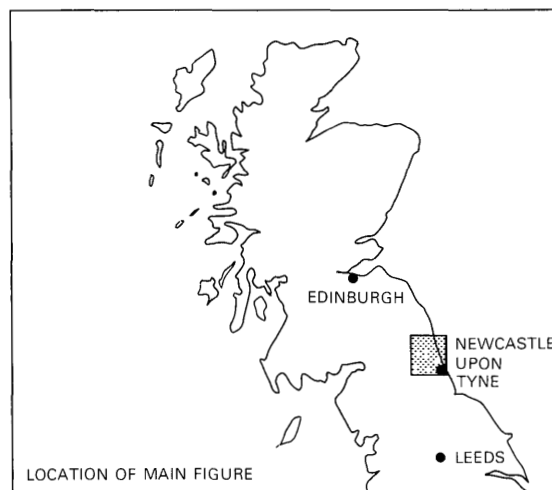 EDINBURGH
NEWCASTLE
UPON
TYNE
LEEDS
LOCATION OF MAIN FIGURE